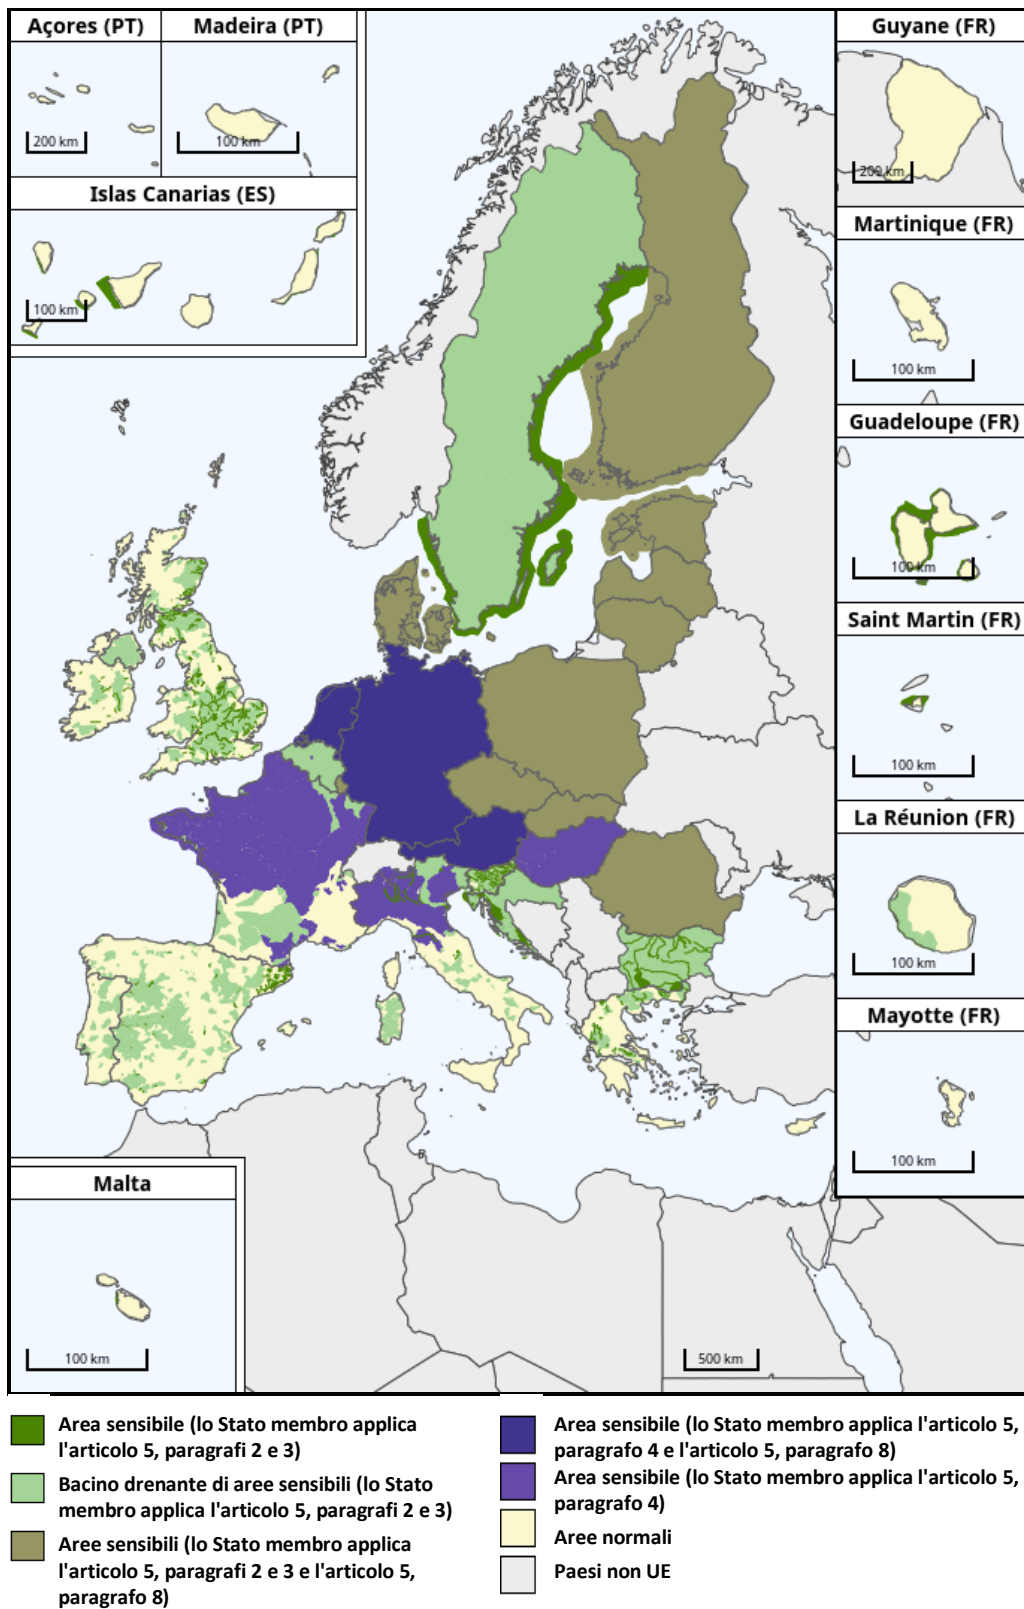 Açores (PT)
Madeira (PT)
200 km
100 km
Islas Canarias (ES)
100 km
Guyane (FR)
200 km
Martinique (FR)
100 km
Guadeloupe (FR)
100 km
Saint Martin (FR)
100 km
La Réunion (FR)
100 km
Mayotte (FR)
100 km
Malta
100 km
500 km
Area sensibile (lo Stato membro applica
l'articolo 5, paragrafi 2 e 3)
Bacino drenante di aree sensibili (lo Stato
membro applica l'articolo 5, paragrafi 2 e 3)
Aree sensibili (lo Stato membro applica
l'articolo 5, paragrafi 2 e 3 e l'articolo 5,
paragrafo 8)
Area sensibile (lo Stato membro applica l'articolo 5,
paragrafo 4 e l'articolo 5, paragrafo 8)
Area sensibile (lo Stato membro applica l'articolo 5,
paragrafo 4)
Aree normali
Paesi non UE